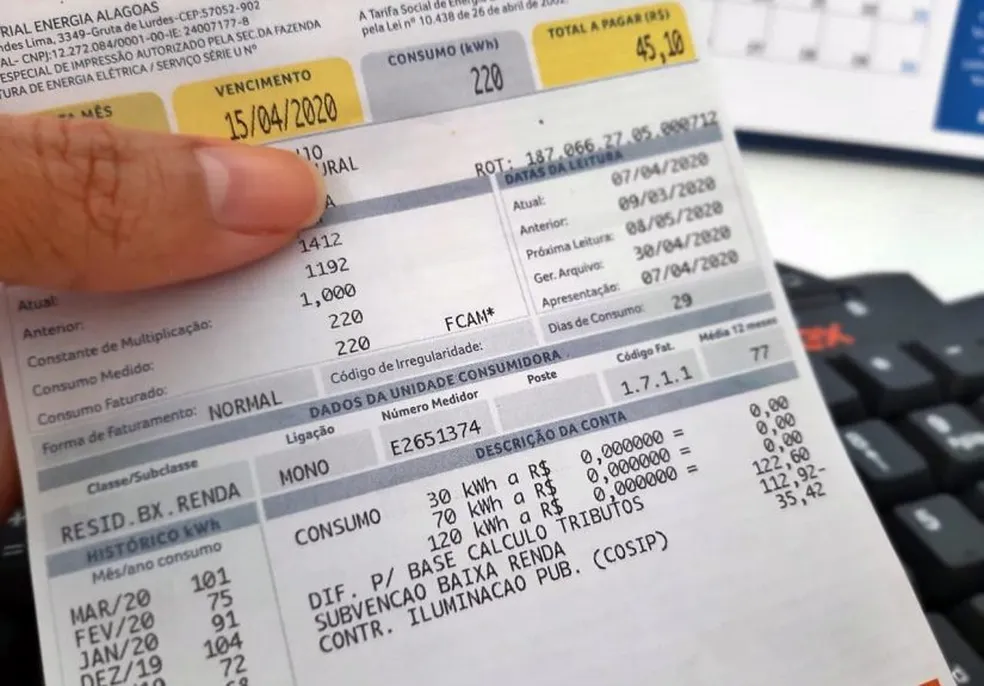 RIAL ENERGIA ALAGOAS
ndes Lima, 3349-Gruta de Lurdes-CEP:57052-902
AL- CNPJ:12.272.084/0001-00-IE: 24007177-8
ESPECIAL DE IMPRESSÃO AUTORIZADO PELA SEC.DA FAZENDA
TURA DE ENERGIA ELÉTRICA / SERVIÇO SÉRIE U Nº
A Tarifa Social de Energia
pela Lei nº 10.438 de 26 de abril de 2002.
TA MÊS
VENCIMENTO
15/04/2020
CONSUMO (kWh)
220
TOTAL A PAGAR (R$)
45,10
URAL
ROT: 187.066.27.05.000712
DATAS DA LEITURA
Atual: 07/04/2020
Anterior: 09/03/2020
Próxima Leitura: 08/05/2020
Ger. Arquivo: 30/04/2020
Apresentação: 07/04/2020
Dias de Consumo: 29
Atual: 1412
Anterior: 1192
Constante de Multiplicação: 1,000
Consumo Medido: 220
Consumo Faturado: 220 FCAN*
Forma de Faturamento: NORMAL
Código de Irregularidade:
DADOS DA UNIDADE CONSUMIDORA
Classe/Subclasse Ligação Número Medidor Poste Código Fat. Média 12 meses
RESID.BX.RENDA MONO E2651374 1.7.1.1 77
HISTÓRICO kWh
Mês/ano consumo
MAR/20 101
FEV/20 75
JAN/20 91
DEZ/19 104
72
DESCRIÇÃO DA CONTA
CONSUMO 30 kWh a R$ 0,000000 = 0,00
70 kWh a R$ 0,000000 = 0,00
120 kWh a R$ 0,000000 = 0,00
DIF. P/ BASE CALCULO TRIBUTOS 122,60
SUBVENCAO BAIXA RENDA 112,92-
CONTR. ILUMINACAO PUB. (COSIP) 35,42